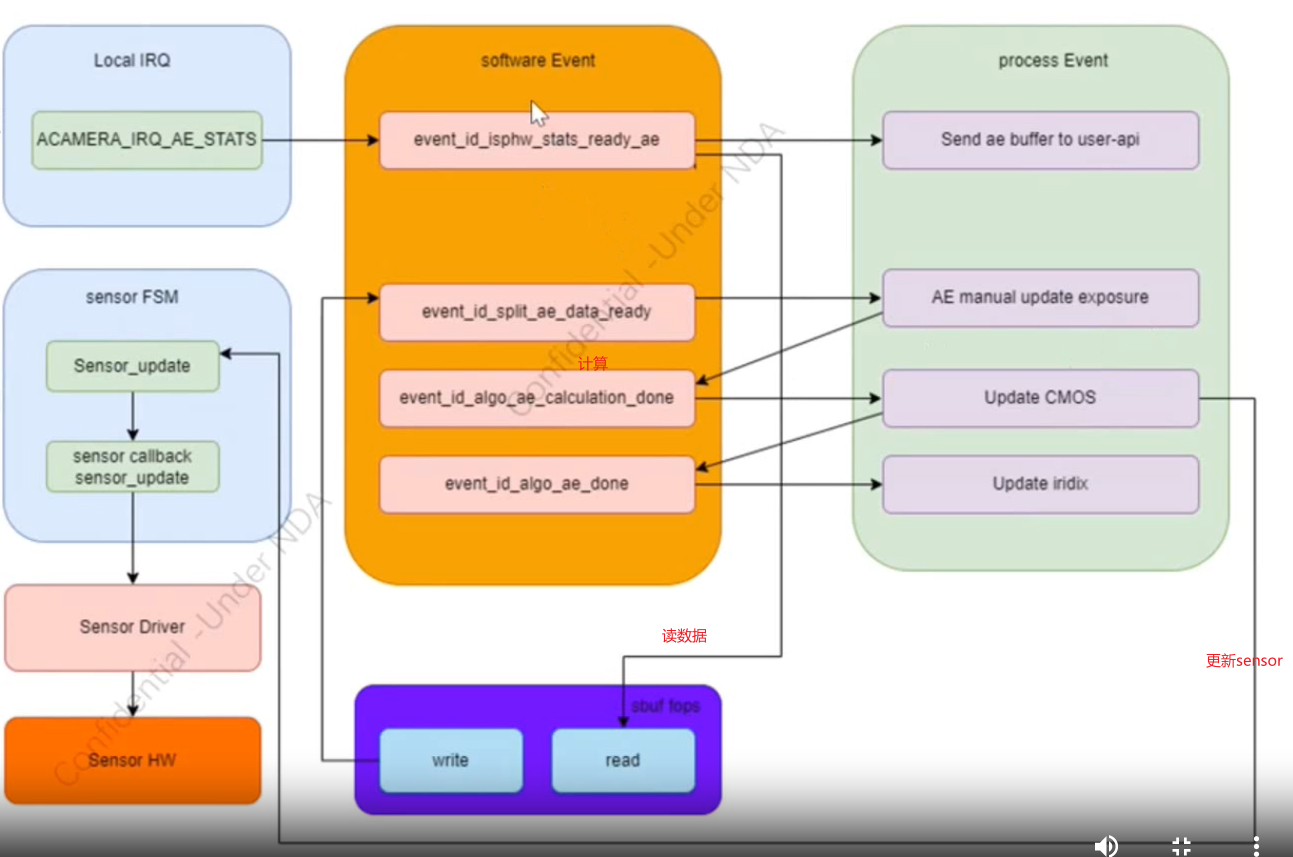 Local IRQ
ACAMERA_IRQ_AE_STATS
software Event
event_id_isphw_stats_ready_ae
event_id_split_ae_data_ready
计算
event_id_algo_ae_calculation_done
event_id_algo_ae_done
process Event
Send ae buffer to user-api
AE manual update exposure
Update CMOS
Update iridix
sensor FSM
Sensor_update
sensor callback
sensor_update
Sensor Driver
Sensor HW
读数据
sbuf fops
write
read
更新sensor
Confidential -Under NDA
Confidential -Under NDA